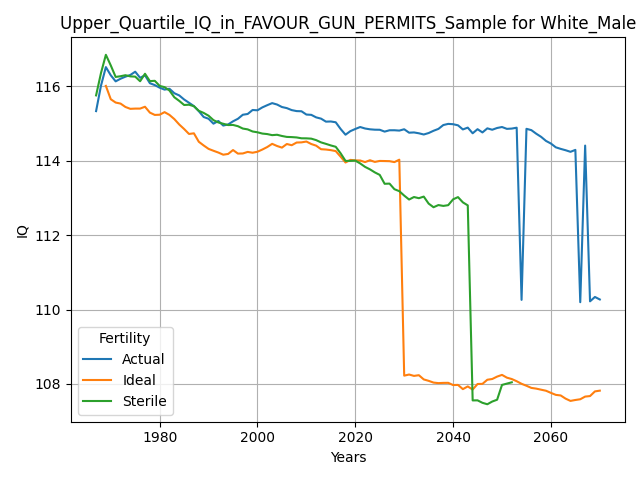 Upper_Quartile_IQ_in_FAVOUR_GUN_PERMITS_Sample for White_Male
116
114
112
110
108
IQ
Fertility
Actual
Ideal
Sterile
1980
2000
2020
2040
2060
Years